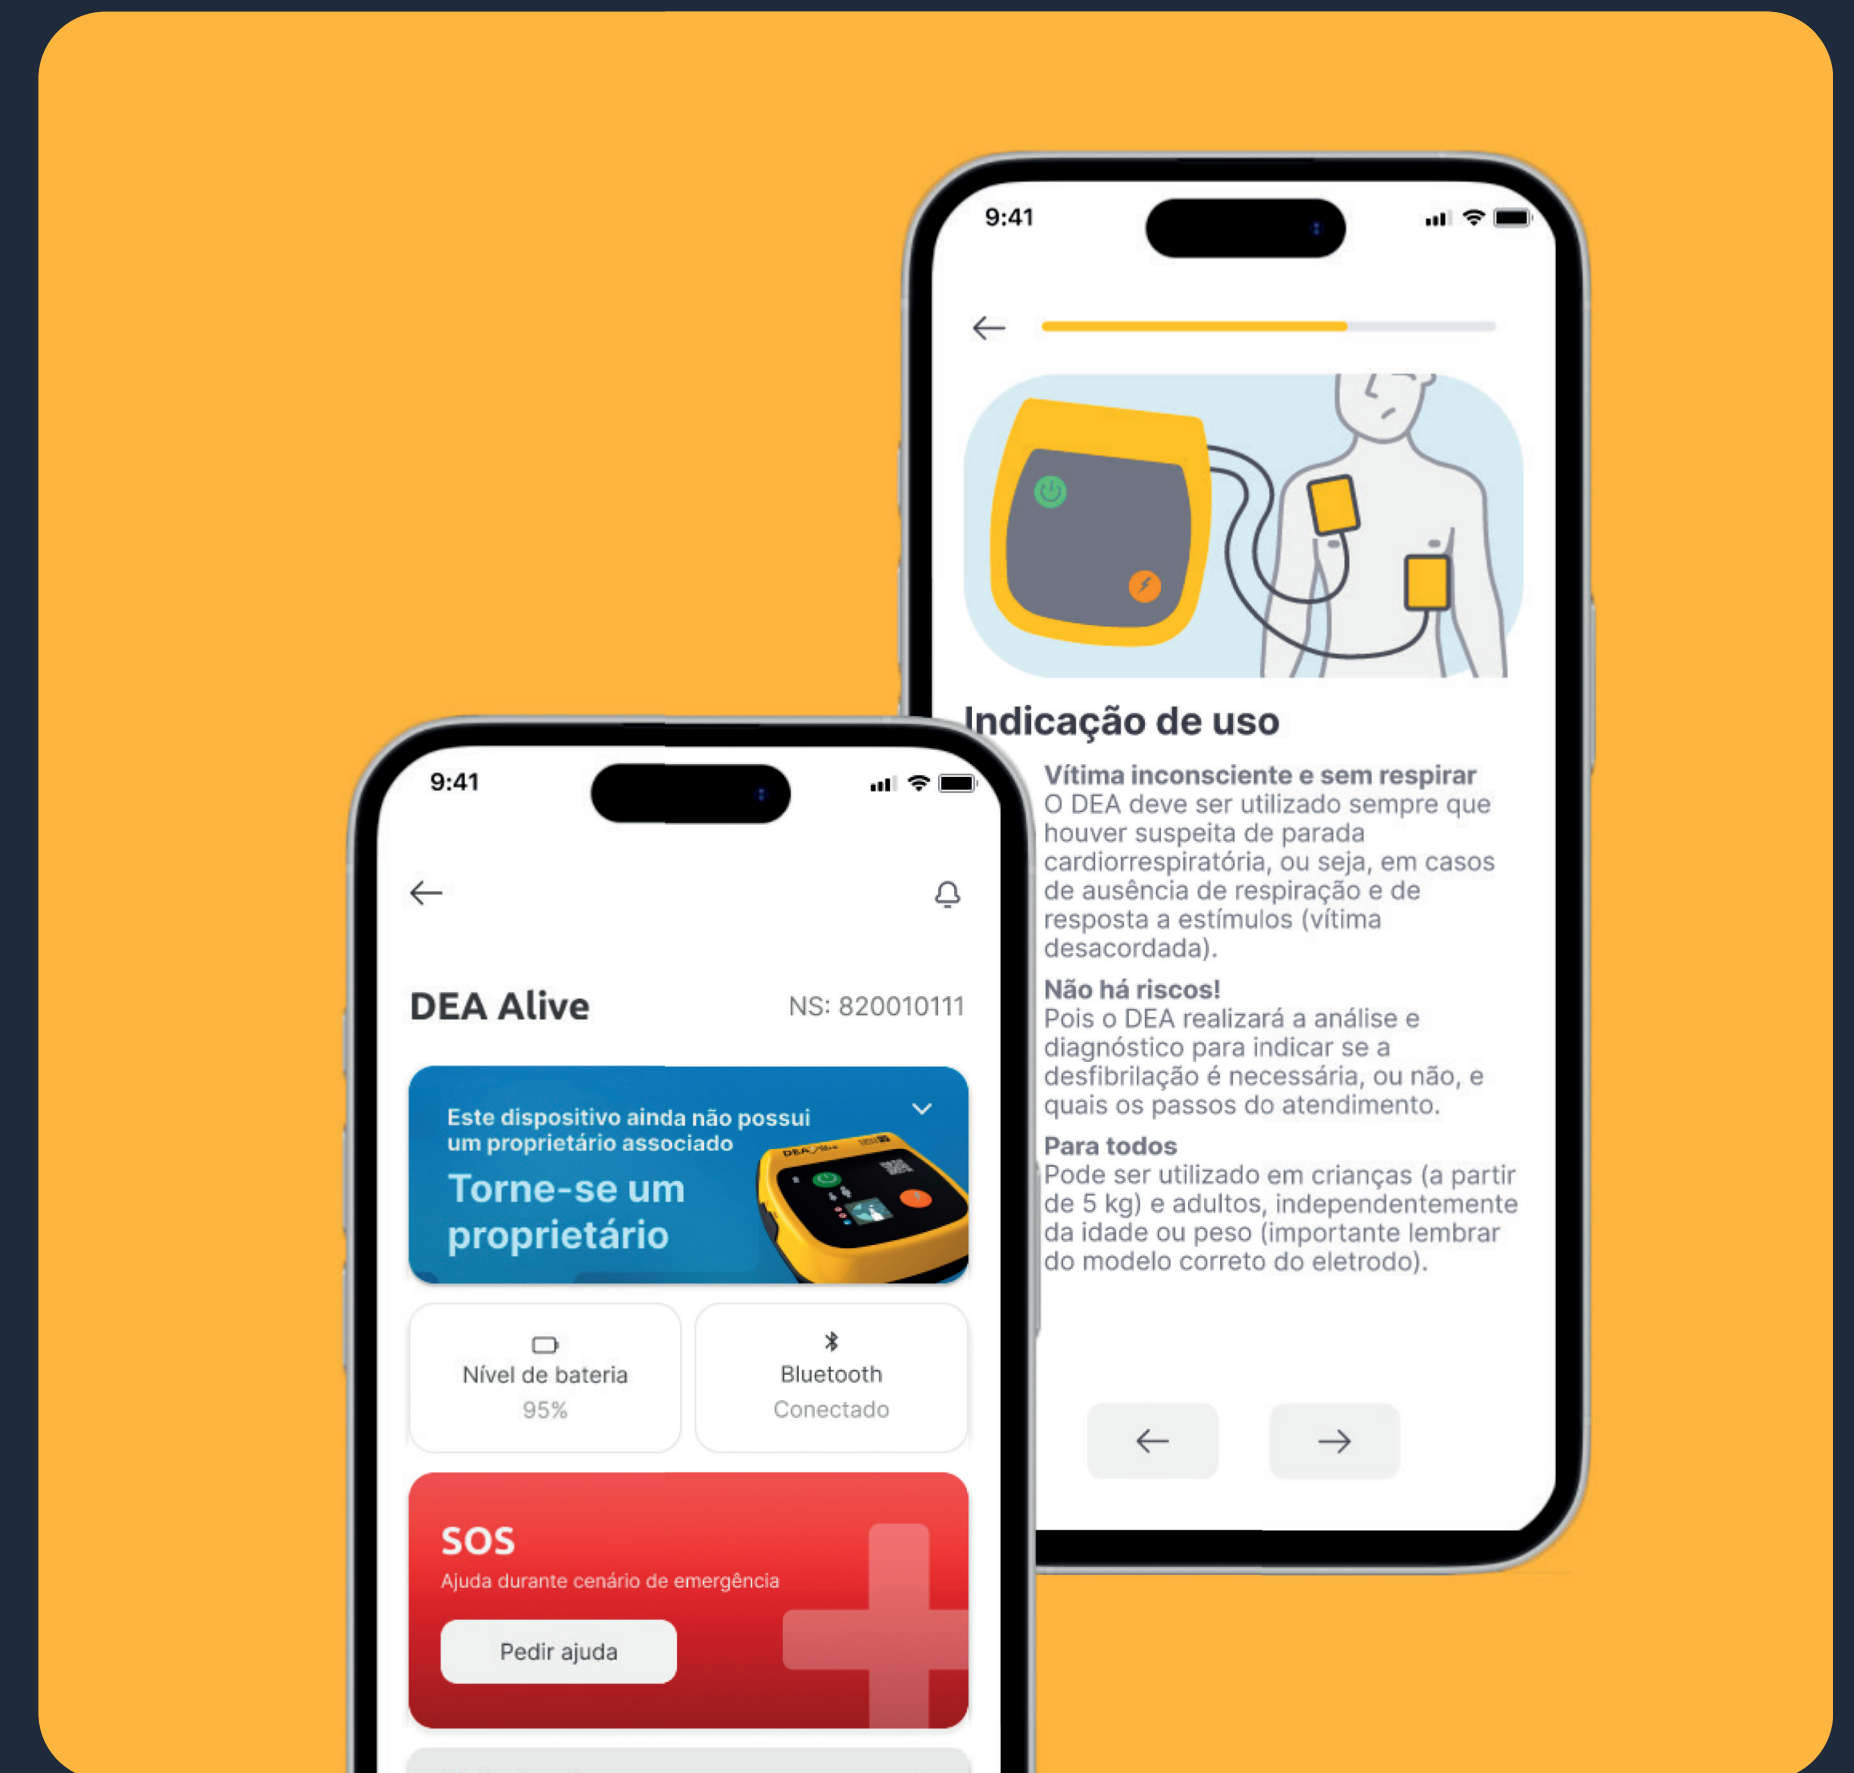 9:41
Indicação de uso
Vítima inconsciente e sem respirar
O DEA deve ser utilizado sempre que
houver suspeita de parada
cardiorrespiratória, ou seja, em casos
de ausência de respiração e de
resposta a estímulos (vítima
desacordada).
Não há riscos!
Pois o DEA realizará a análise e
diagnóstico para indicar se a
desfibrilação é necessária, ou não, e
quais os passos do atendimento.
Para todos
Pode ser utilizado em crianças (a partir
de 5 kg) e adultos, independentemente
da idade ou peso (importante lembrar
do modelo correto do eletrodo).
9:41
DEA Alive
NS: 820010111
Este dispositivo ainda não possui
um proprietário associado
Torne-se um
proprietário
DEA
Nível de bateria
95%
Bluetooth
Conectado
SOS
Ajuda durante cenário de emergência
Pedir ajuda